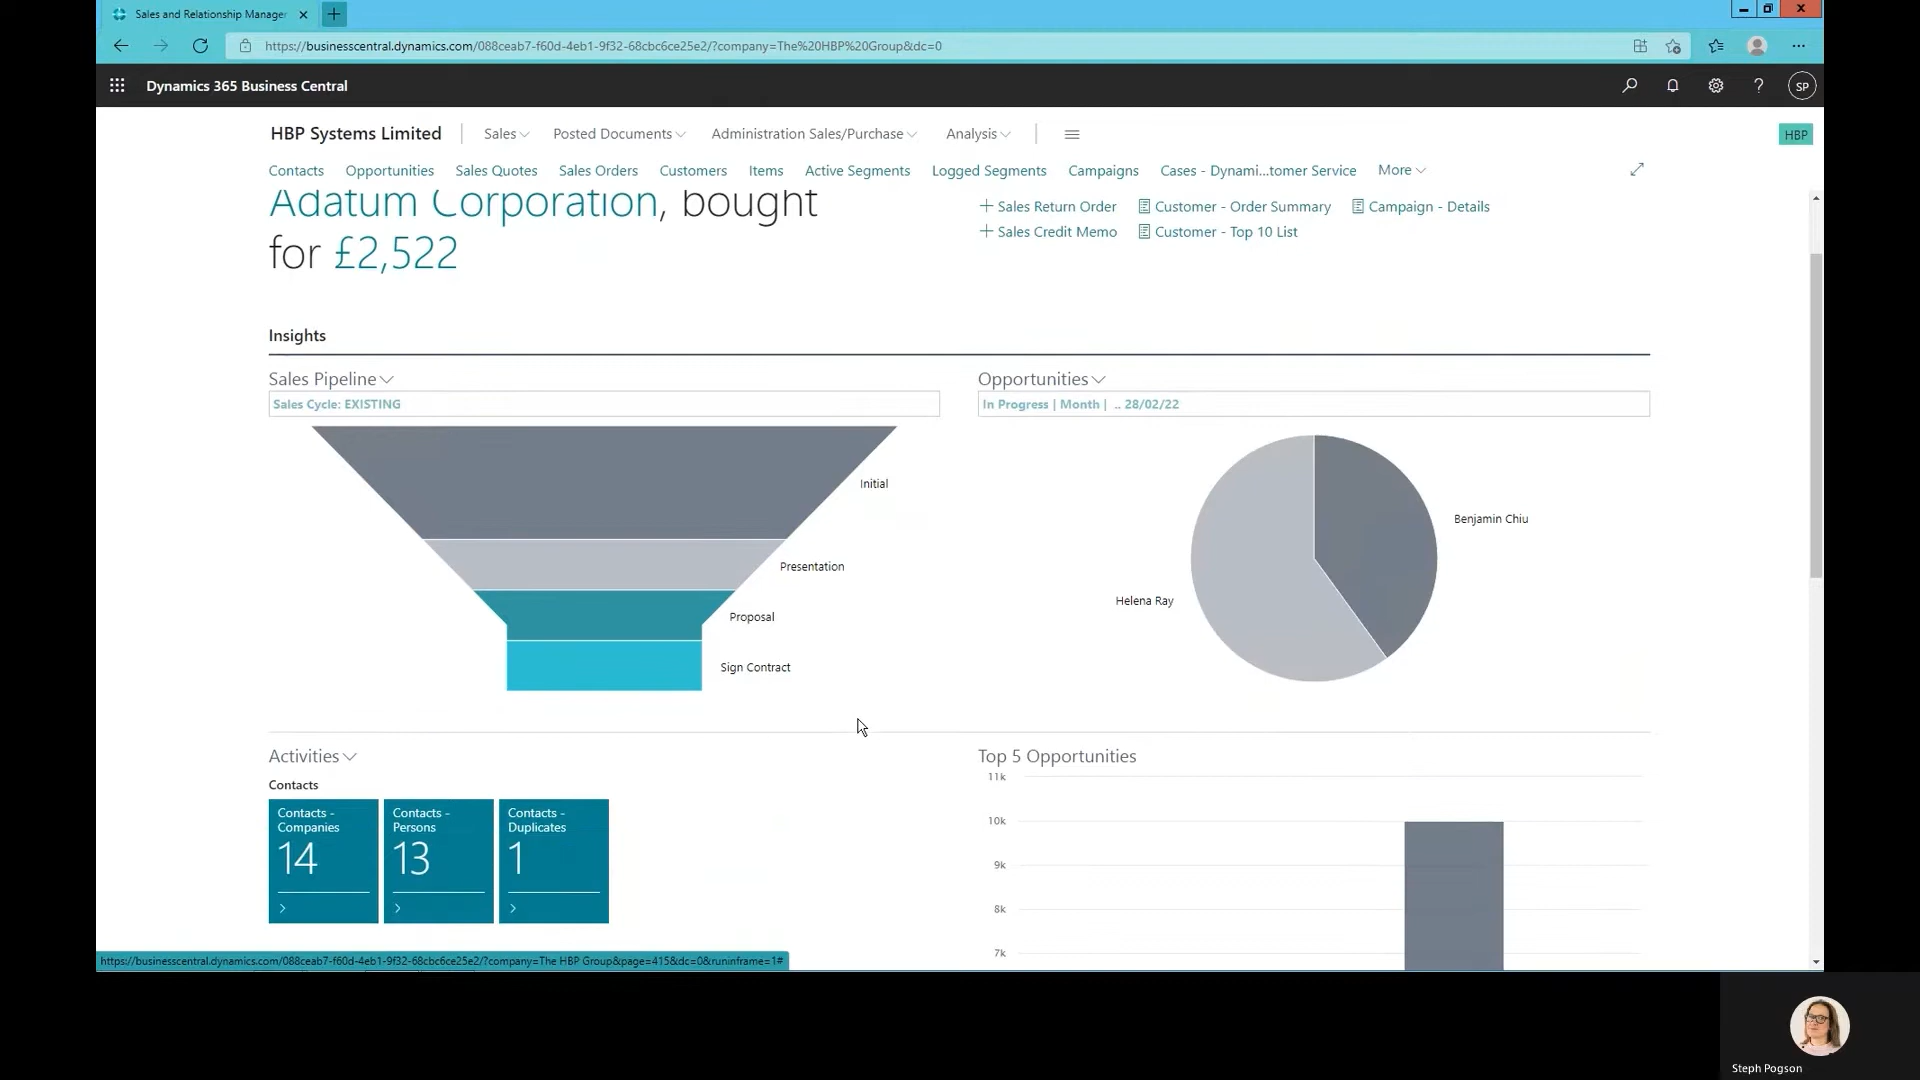 Sales and Relationship Manager
https://businesscentral.dynamics.com/088ceab7-f60d-4eb1-9f32-68cbc6ce25e2/?company=The%20HBP%20Group&dc=0
Dynamics 365 Business Central
?
SP
HBP Systems Limited
Sales
Posted Documents
Administration Sales/Purchase
Analysis
HBP
Contacts
Opportunities
Sales Quotes
Sales Orders
Customers
Items
Active Segments
Logged Segments
Campaigns
Cases - Dynami...tomer Service
More
Adatum Corporation, bought
for £2,522
+ Sales Return Order
Customer - Order Summary
Campaign - Details
+ Sales Credit Memo
Customer - Top 10 List
Insights
Sales Pipeline
Sales Cycle: EXISTING
Initial
Presentation
Proposal
Sign Contract
Opportunities
In Progress | Month | .. 28/02/22
Benjamin Chiu
Helena Ray
Activities
Contacts
Contacts -
Companies
14
Contacts -
Persons
13
Contacts -
Duplicates
1
Top 5 Opportunities
11k
10k
9k
8k
7k
https://businesscentral.dynamics.com/088ceab7-f60d-4eb1-9f32-68cbc6ce25e2/?company=The HBP Group&page=415&dc=0&runinframe=1#
Steph Pogson